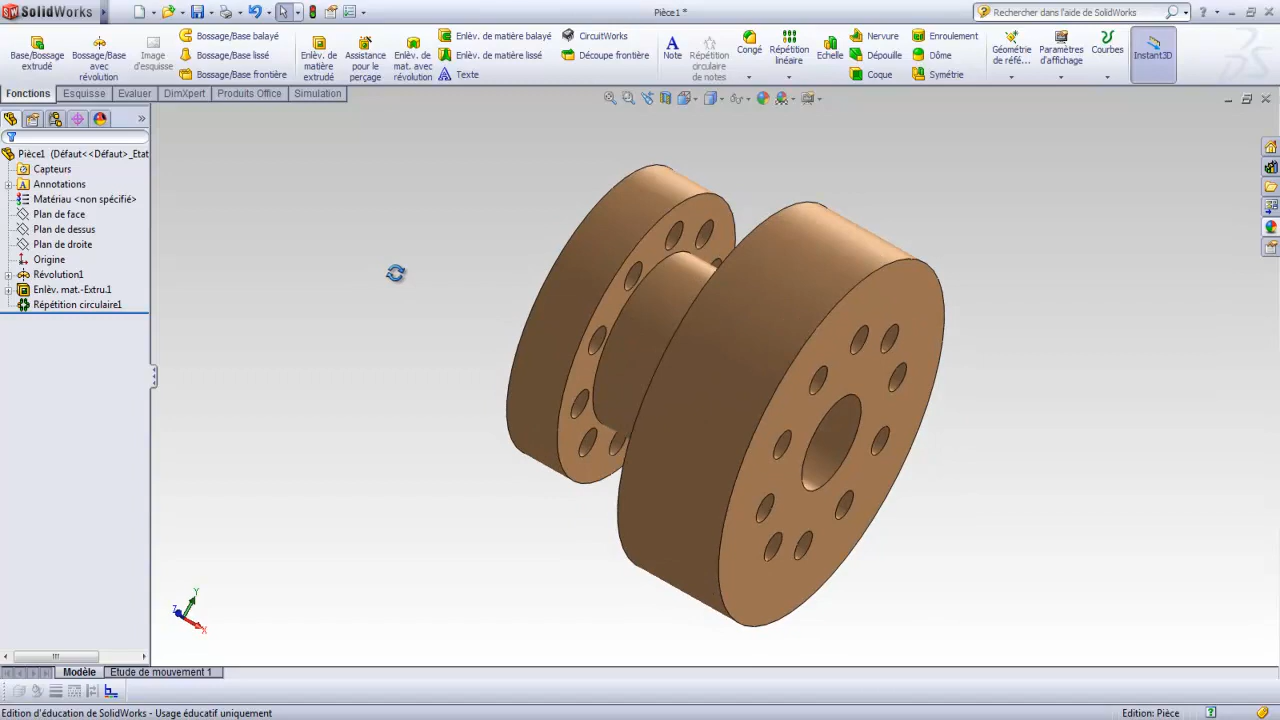 SolidWorks
Pièce1 *
Rechercher dans l'aide de SolidWorks
Base/Bossage extrudé
Bossage/Base avec révolution
Image d'esquisse
Bossage/Base balayé
Bossage/Base lissé
Bossage/Base frontière
Enlèv. de matière extrudé
Assistance pour le perçage
Enlèv. de mat. avec révolution
Enlèv. de matière balayé
Enlèv. de matière lissé
Texte
CircuitWorks
Découpe frontière
Note
Répétition circulaire de notes
Congé
Répétition linéaire
Echelle
Nervure
Dépouille
Coque
Enroulement
Dôme
Symétrie
Géométrie de référ...
Paramètres d'affichage
Courbes
Instant3D
Fonctions
Esquisse
Evaluer
DimXpert
Produits Office
Simulation
Pièce1 (Défaut<<Défaut>_Etat
Capteurs
Annotations
Matériau <non spécifié>
Plan de face
Plan de dessus
Plan de droite
Origine
Révolution1
Enlèv. mat.-Extru.1
Répétition circulaire1
Y
Z
X
Modèle
Etude de mouvement 1
Edition d'éducation de SolidWorks - Usage éducatif uniquement
Edition: Pièce